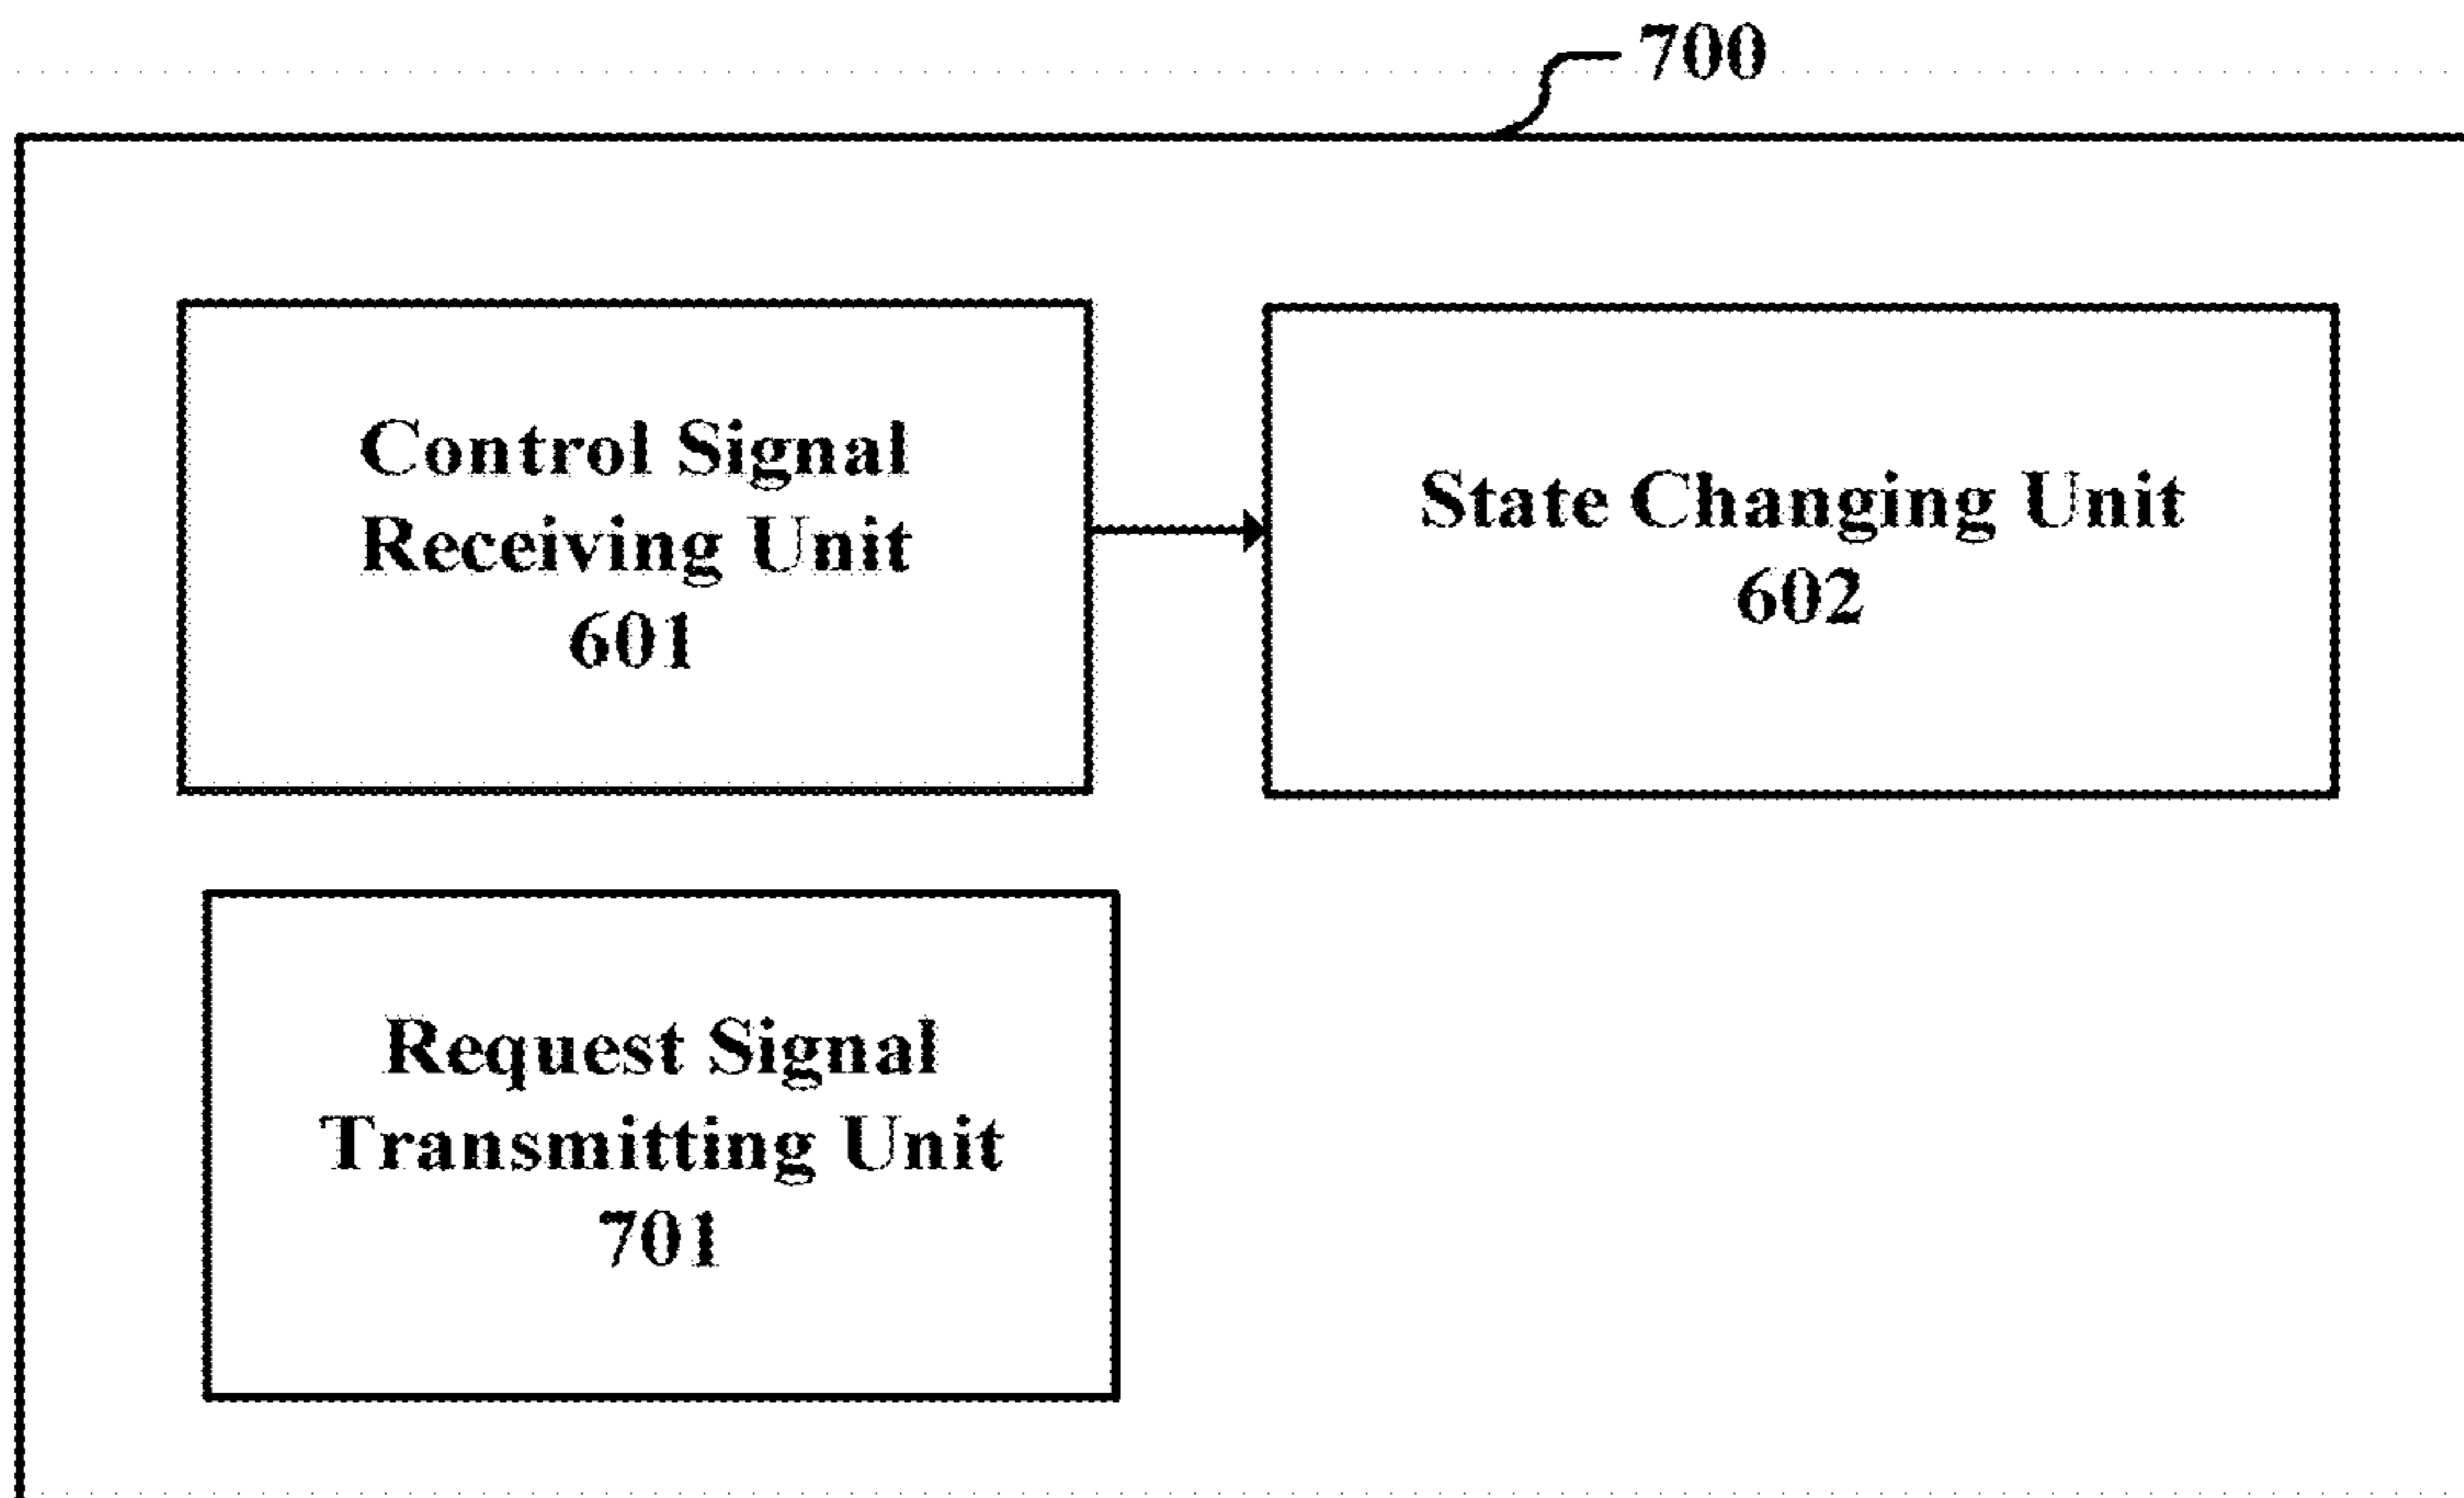 700
Control Signal
Receiving Unit
601
State Changing Unit
602
Request Signal
Transmitting Unit
701